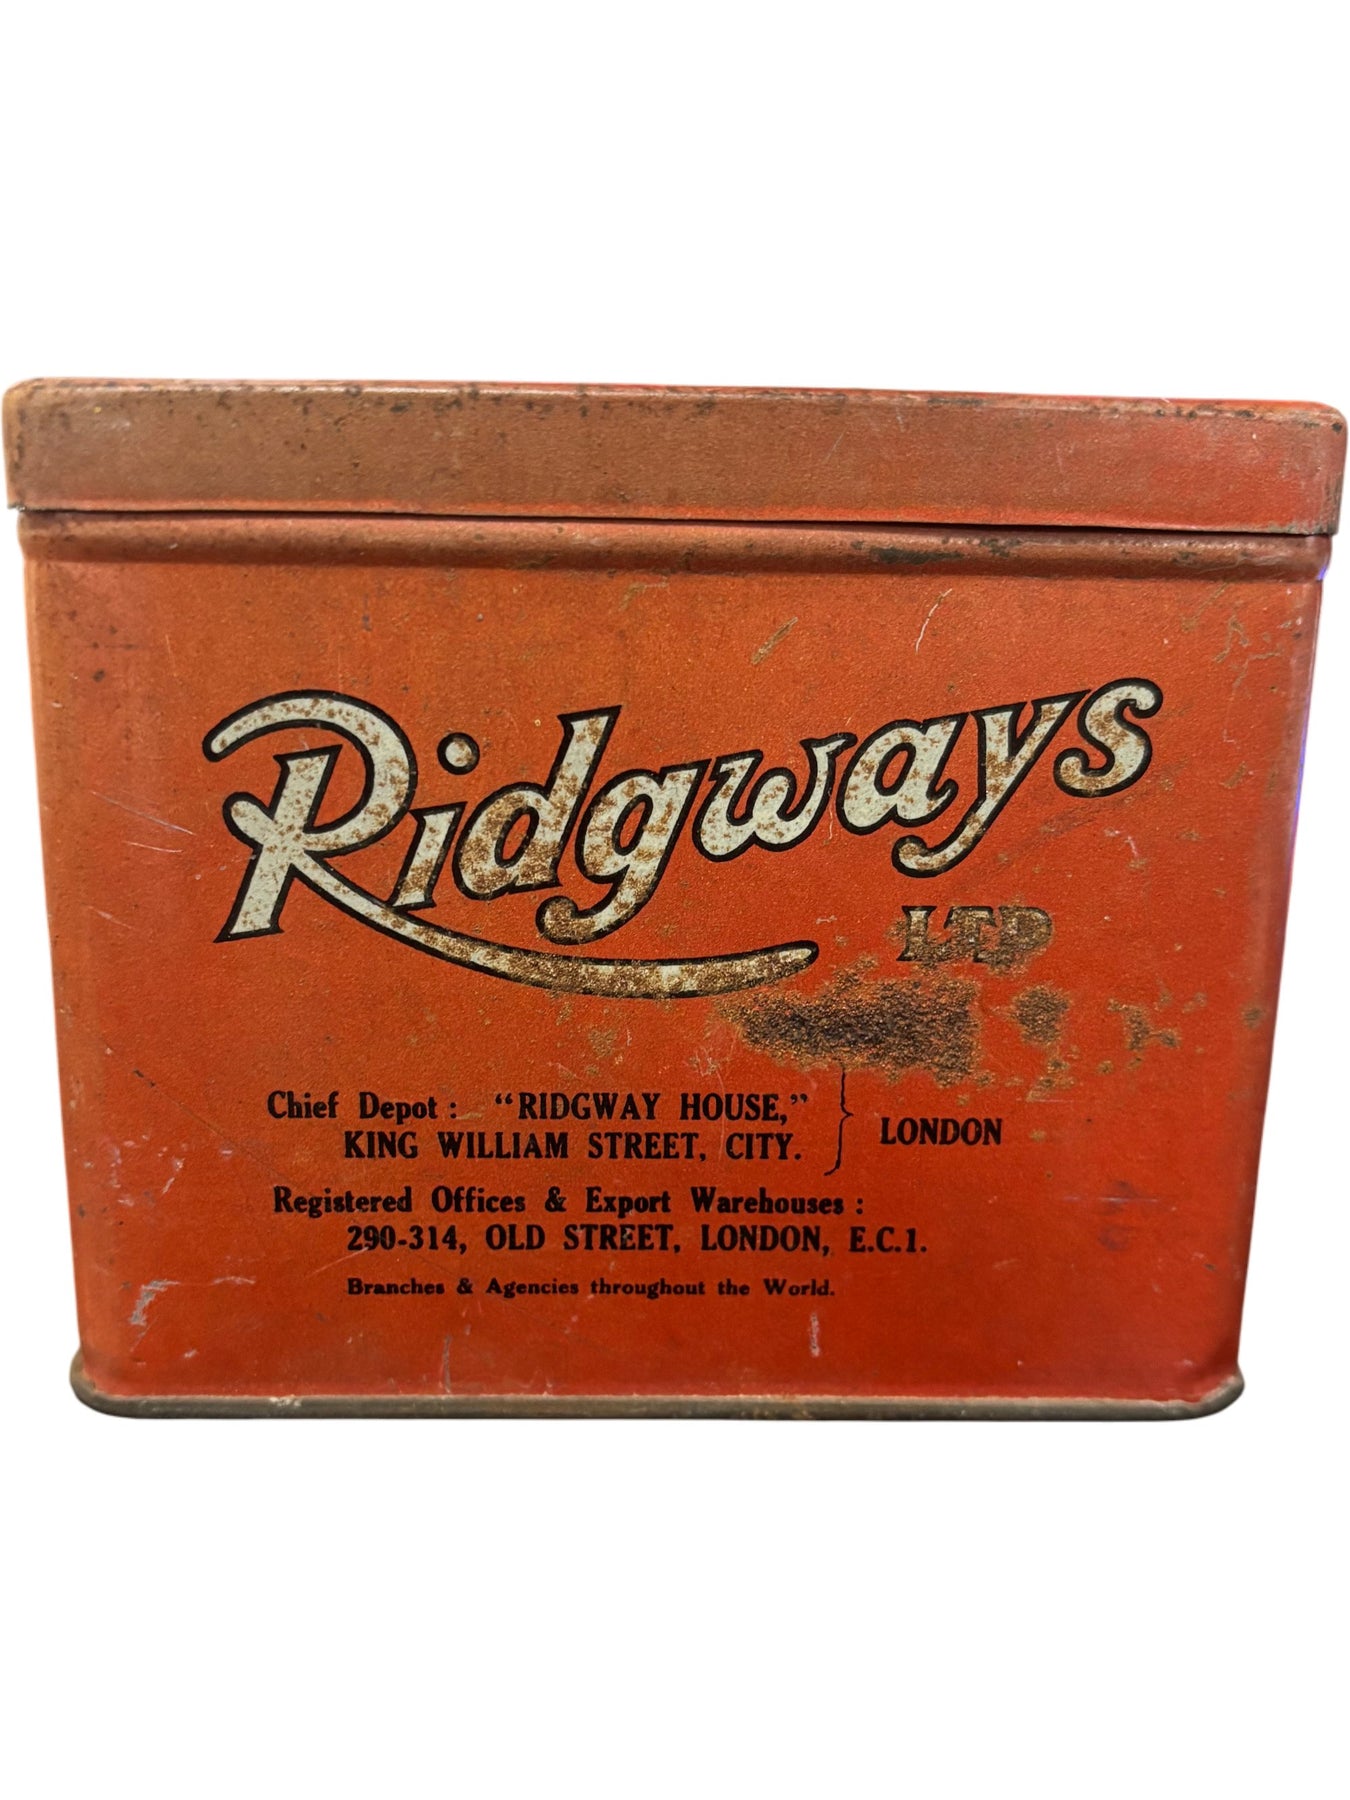 Ridgways
LTD
Chief Depot : "RIDGWAY HOUSE,"
KING WILLIAM STREET, CITY. } LONDON
Registered Offices & Export Warehouses :
290-314, OLD STREET, LONDON, E.C.1.
Branches & Agencies throughout the World.